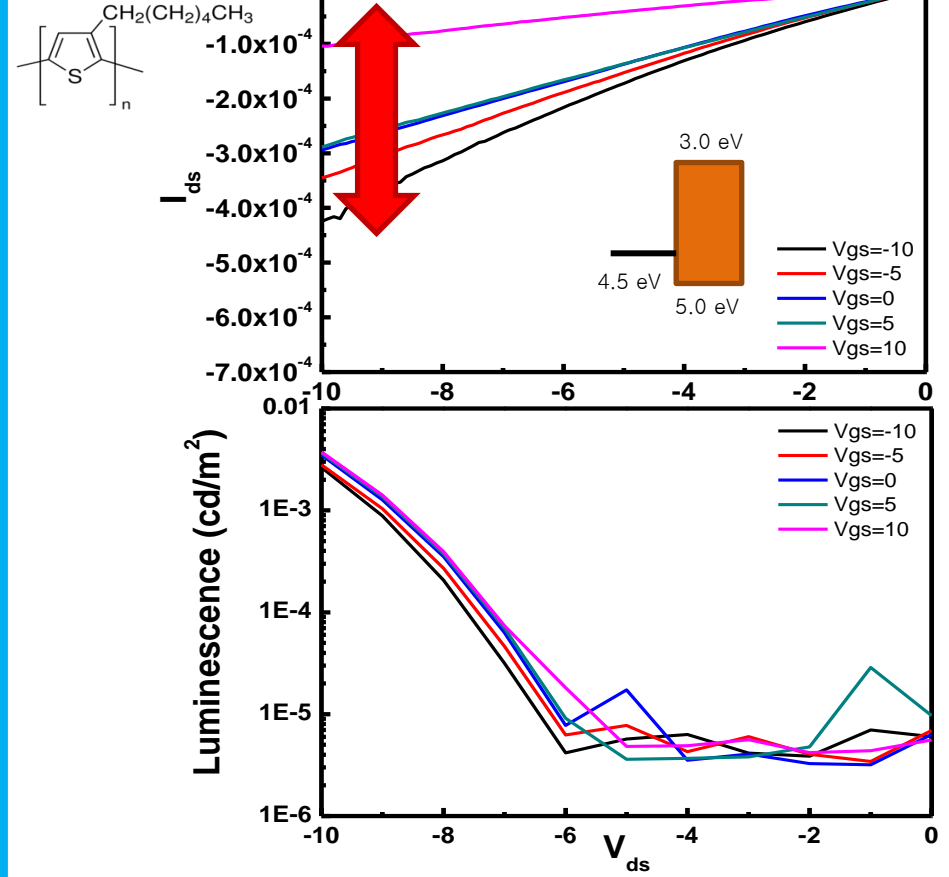 CH2(CH2)4CH3
S
n
-1.0x10-4
-2.0x10-4
-3.0x10-4
-4.0x10-4
-5.0x10-4
-6.0x10-4
-7.0x10-4
Ids
3.0 eV
4.5 eV
5.0 eV
Vgs=-10
Vgs=-5
Vgs=0
Vgs=5
Vgs=10
-10 -8 -6 -4 -2 0
0.01
1E-3
1E-4
1E-5
1E-6
Luminescence (cd/m2)
Vgs=-10
Vgs=-5
Vgs=0
Vgs=5
Vgs=10
-10 -8 -6 -4 -2 0
Vds